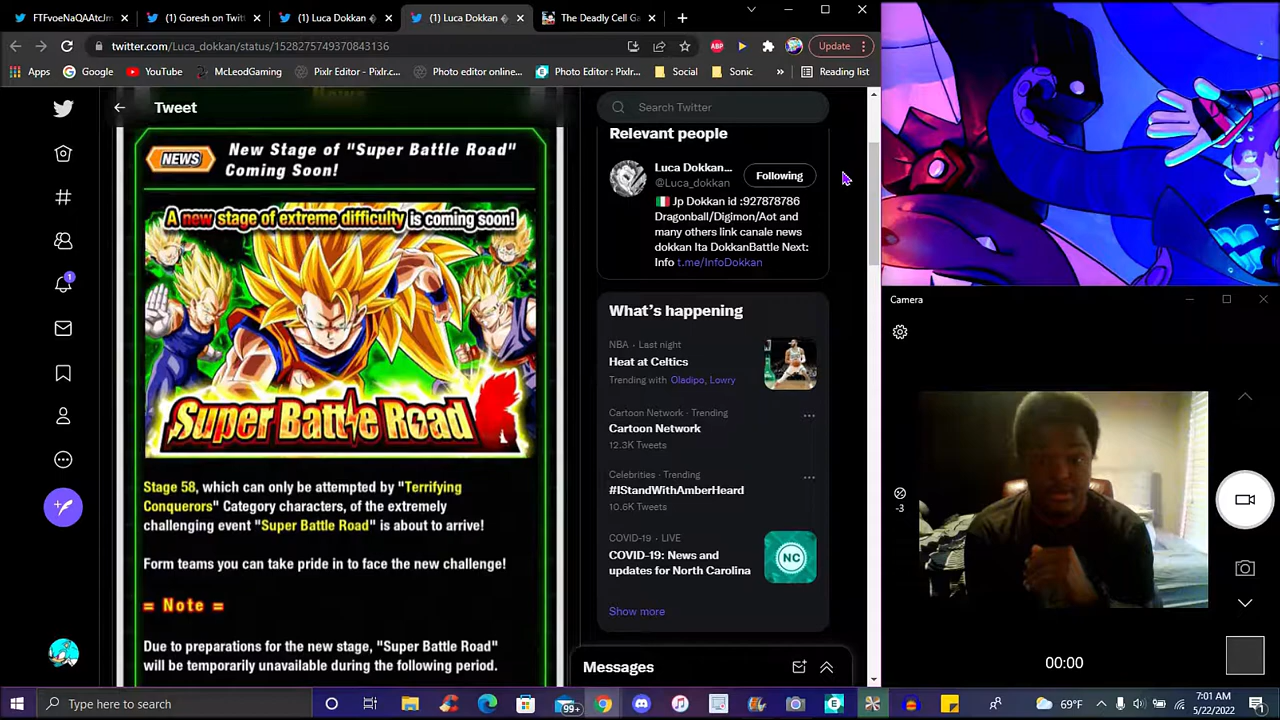 FTFvoeNaQAAtcJm
(1) Goresh on Twitt
(1) Luca Dokkan
(1) Luca Dokkan
The Deadly Cell Ga
twitter.com/Luca_dokkan/status/1528275749370843136
ABP
Update
Apps
Google
YouTube
McLeodGaming
Pixlr Editor - Pixlr.c...
Photo editor online...
Photo Editor : Pixlr...
Social
Sonic
»
Reading list
Tweet
Search Twitter
News
NEWS
New Stage of "Super Battle Road"
Coming Soon!
A new stage of extreme difficulty is coming soon!
Super Battle Road
Stage 58, which can only be attempted by "Terrifying
Conquerors" Category characters, of the extremely
challenging event "Super Battle Road" is about to arrive!
Form teams you can take pride in to face the new challenge!
= Note =
Due to preparations for the new stage, "Super Battle Road"
will be temporarily unavailable during the following period.
1
Relevant people
Luca Dokkan...
@Luca_dokkan
Following
Jp Dokkan id :927878786
Dragonball/Digimon/Aot and
many others link canale news
dokkan Ita DokkanBattle Next:
Info t.me/InfoDokkan
What's happening
NBA · Last night
Heat at Celtics
Trending with Oladipo, Lowry
Cartoon Network · Trending
Cartoon Network
12.3K Tweets
Celebrities · Trending
#IStandWithAmberHeard
10.6K Tweets
COVID-19 · LIVE
COVID-19: News and
updates for North Carolina
NC
Show more
Messages
Camera
-3
00:00
Type here to search
99+
69°F
7:01 AM
5/22/2022